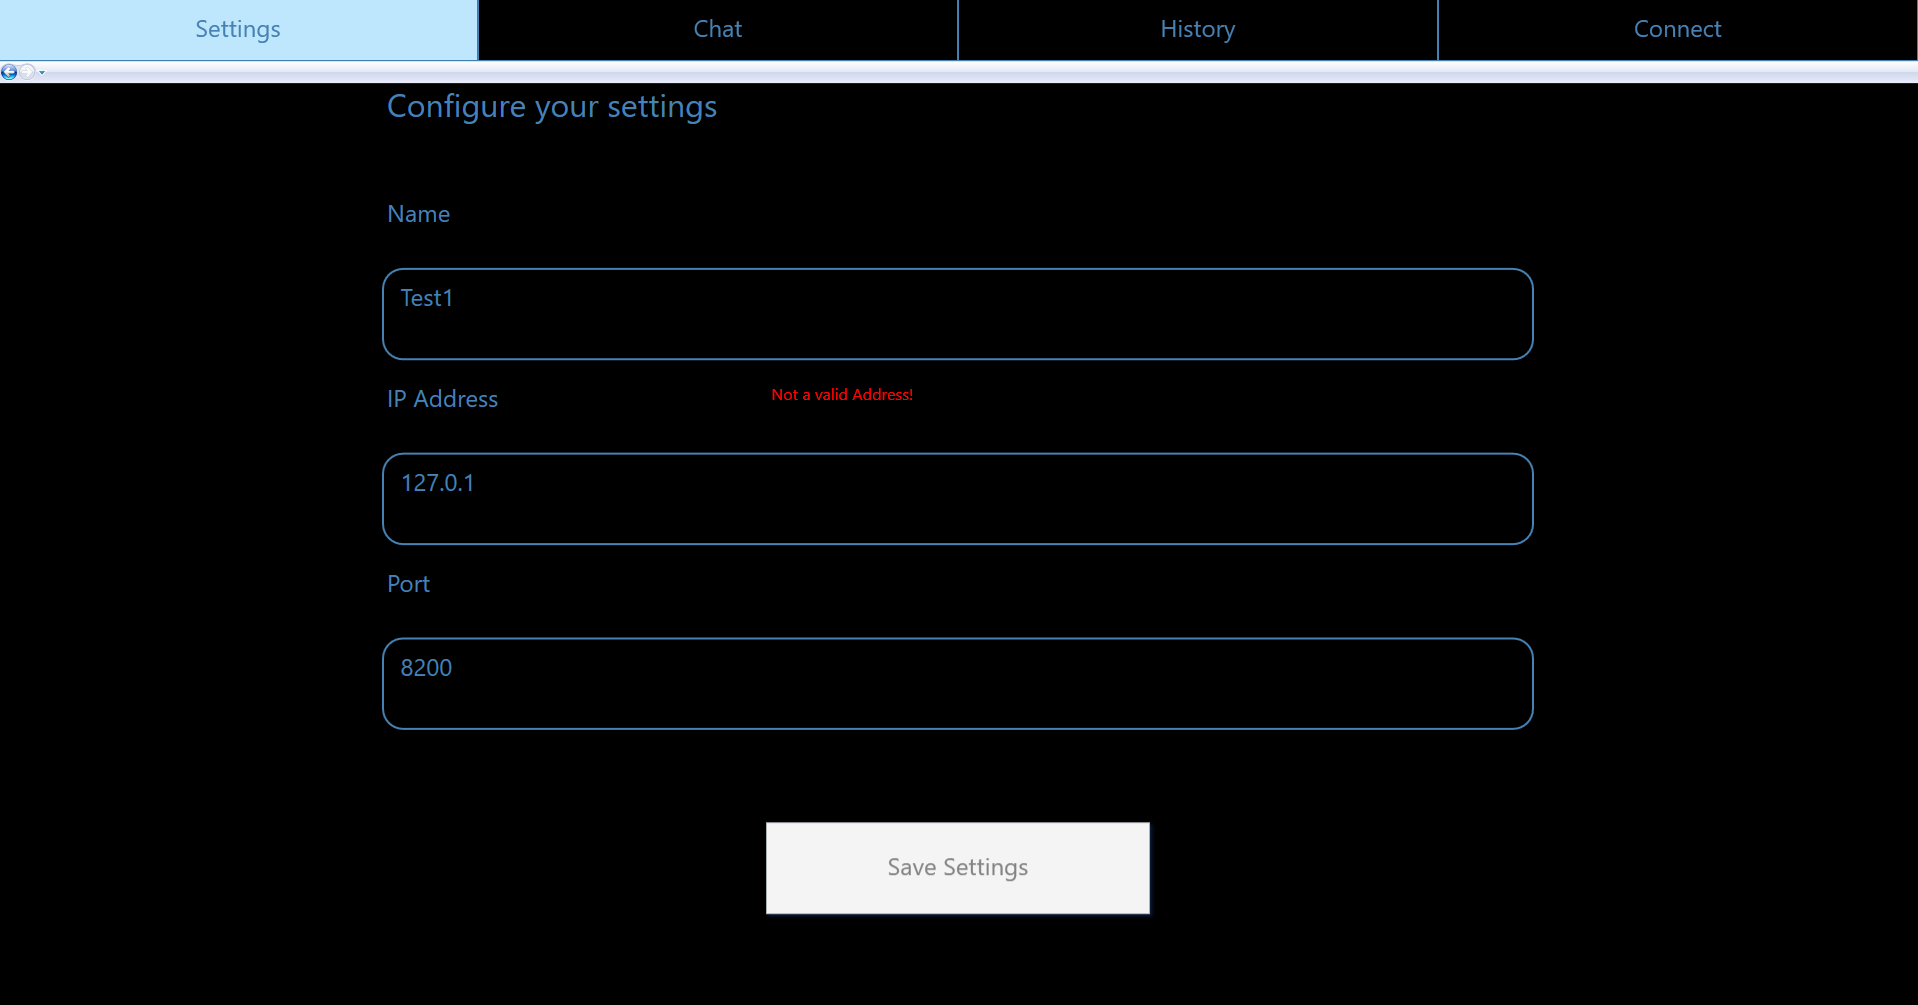 Settings
Chat
History
Connect
Configure your settings
Name
Test1
IP Address
Not a valid Address!
127.0.1
Port
8200
Save Settings